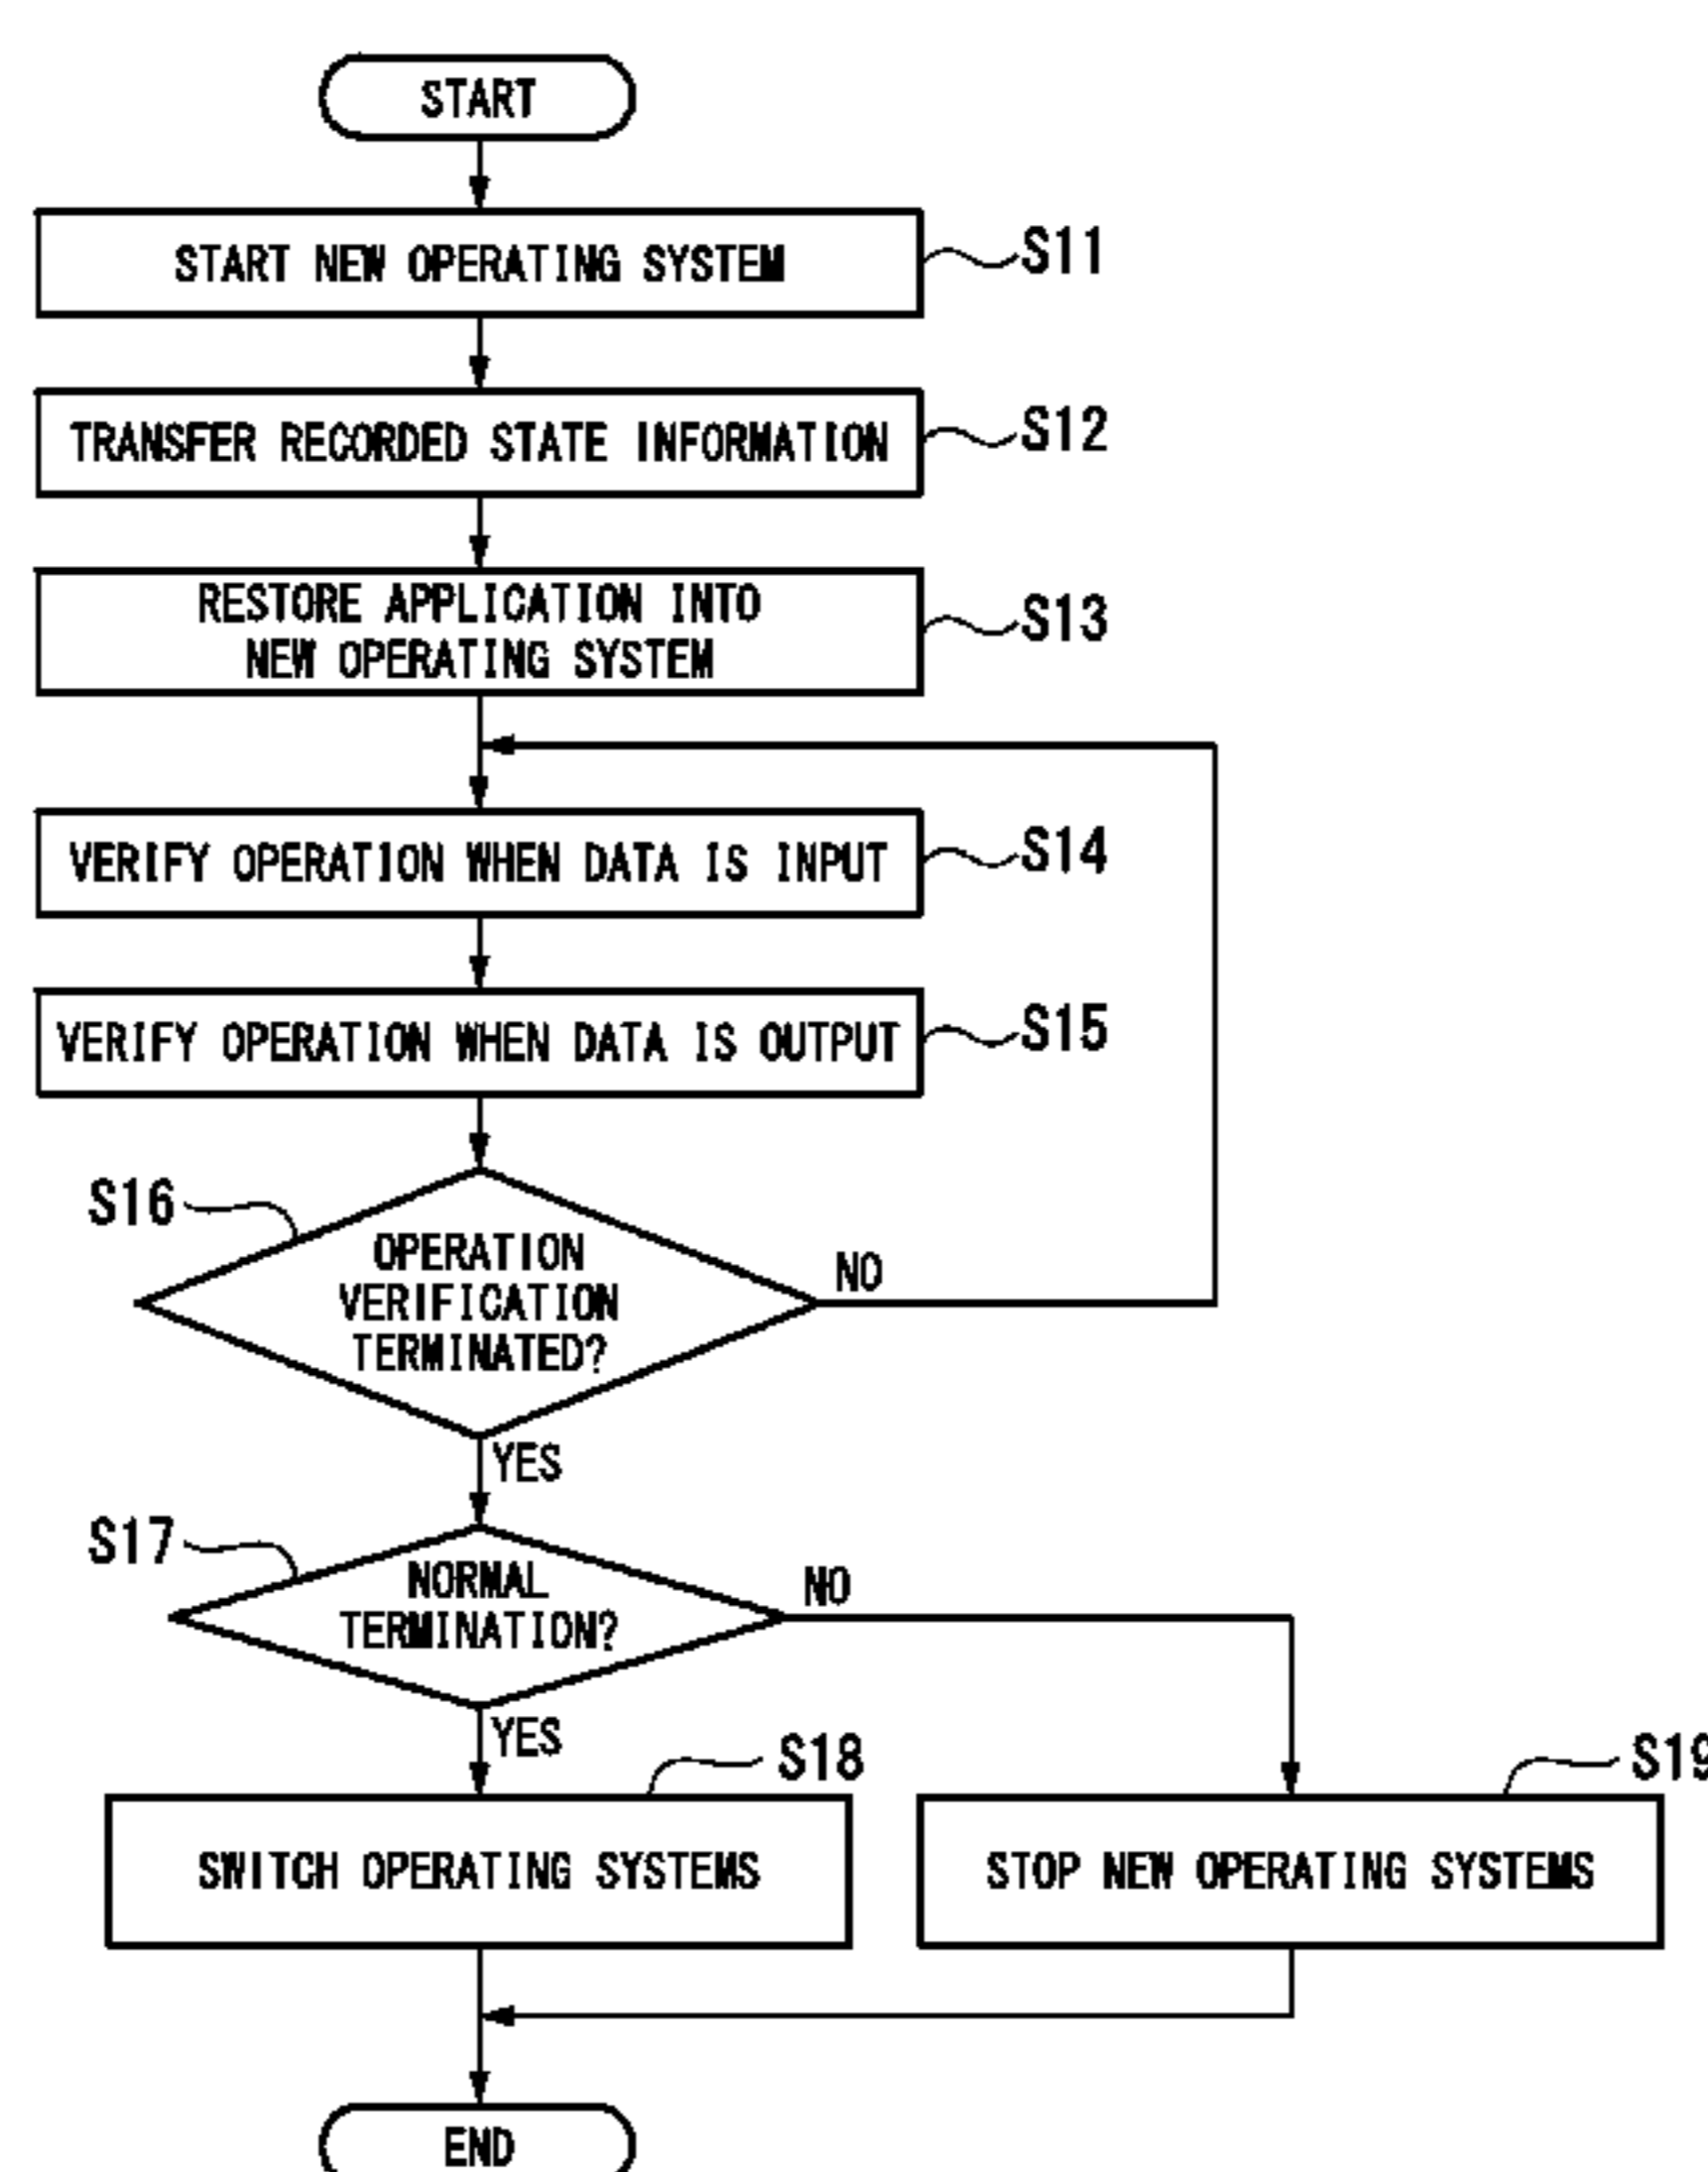 START
START NEW OPERATING SYSTEM
S11
TRANSFER RECORDED STATE INFORMATION
S12
RESTORE APPLICATION INTO
NEW OPERATING SYSTEM
S13
VERIFY OPERATION WHEN DATA IS INPUT
S14
VERIFY OPERATION WHEN DATA IS OUTPUT
S15
S16
OPERATION
VERIFICATION
TERMINATED?
NO
YES
S17
NORMAL
TERMINATION?
NO
YES
S18
S19
SWITCH OPERATING SYSTEMS
STOP NEW OPERATING SYSTEMS
END